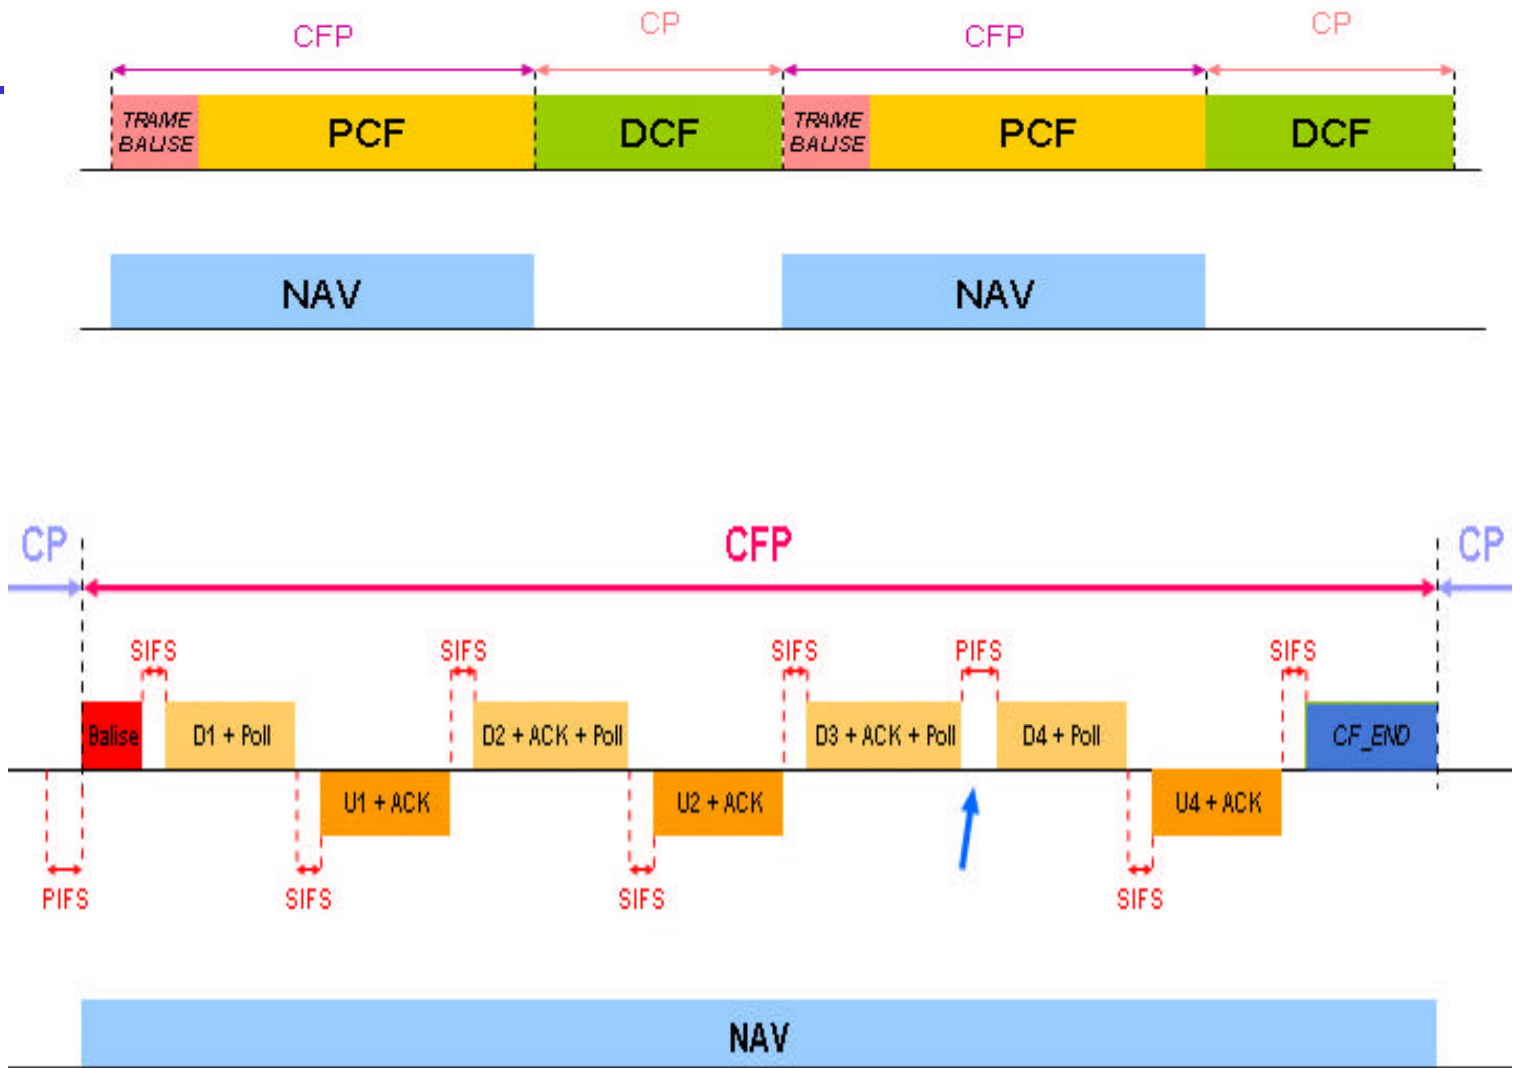 CFP CP CFP CP
TRAME BALISE PCF DCF TRAME BALISE PCF DCF
NAV NAV
CP CFP CP
SIFS SIFS SIFS PIFS SIFS
Balise D1 + Poll D2 + ACK + Poll D3 + ACK + Poll D4 + Poll CF_END
U1 + ACK U2 + ACK U4 + ACK
PIFS SIFS SIFS SIFS
NAV